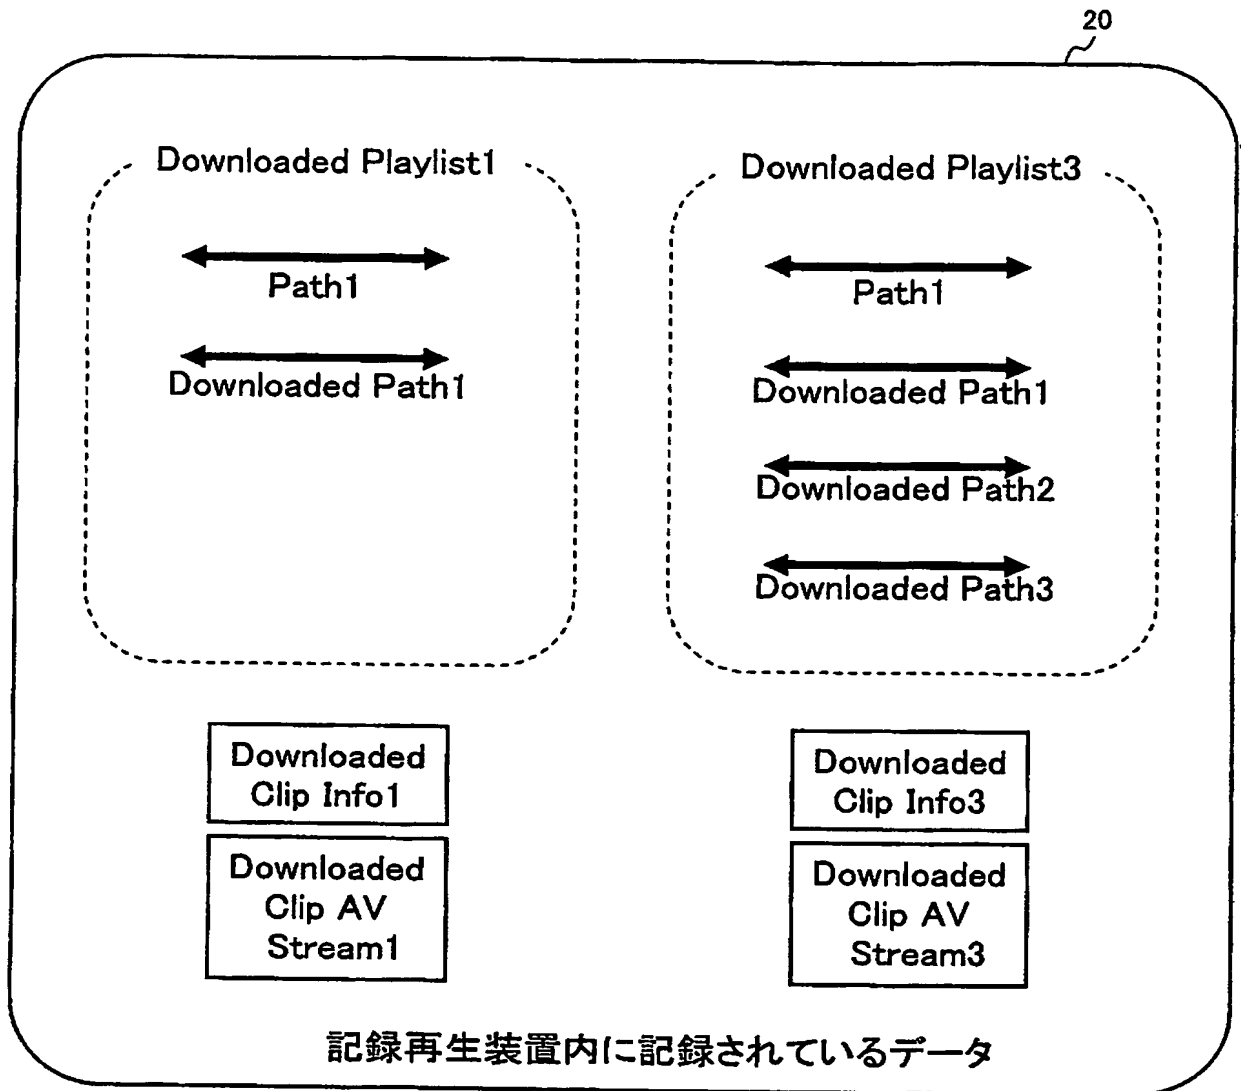 20
Downloaded Playlist1
Path1
Downloaded Path1
Downloaded Playlist3
Path1
Downloaded Path1
Downloaded Path2
Downloaded Path3
Downloaded
Clip Info1
Downloaded
Clip AV
Stream1
Downloaded
Clip Info3
Downloaded
Clip AV
Stream3
記録再生装置内に記録されているデータ